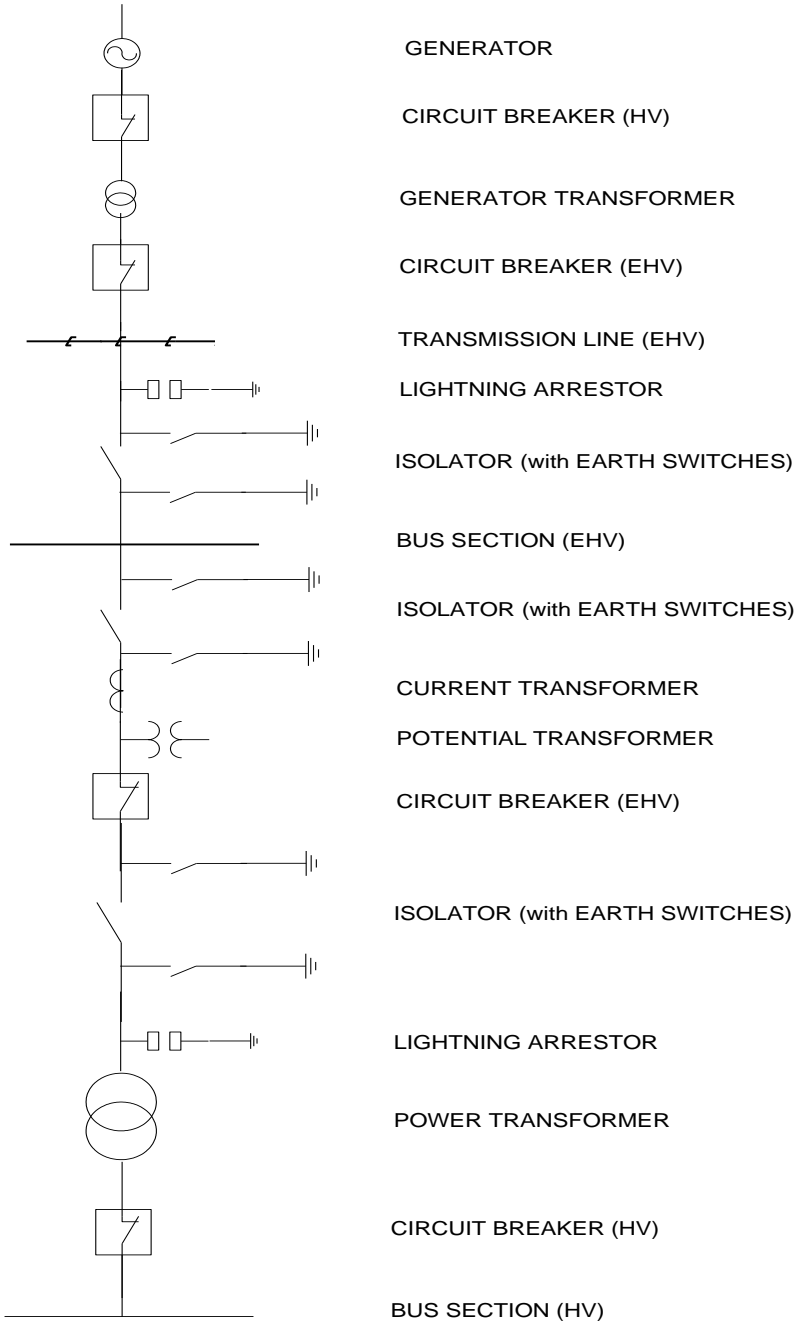 GENERATOR
CIRCUIT BREAKER (HV)
GENERATOR TRANSFORMER
CIRCUIT BREAKER (EHV)
TRANSMISSION LINE (EHV)
LIGHTNING ARRESTOR
ISOLATOR (with EARTH SWITCHES)
BUS SECTION (EHV)
ISOLATOR (with EARTH SWITCHES)
CURRENT TRANSFORMER
POTENTIAL TRANSFORMER
CIRCUIT BREAKER (EHV)
ISOLATOR (with EARTH SWITCHES)
LIGHTNING ARRESTOR
POWER TRANSFORMER
CIRCUIT BREAKER (HV)
BUS SECTION (HV)